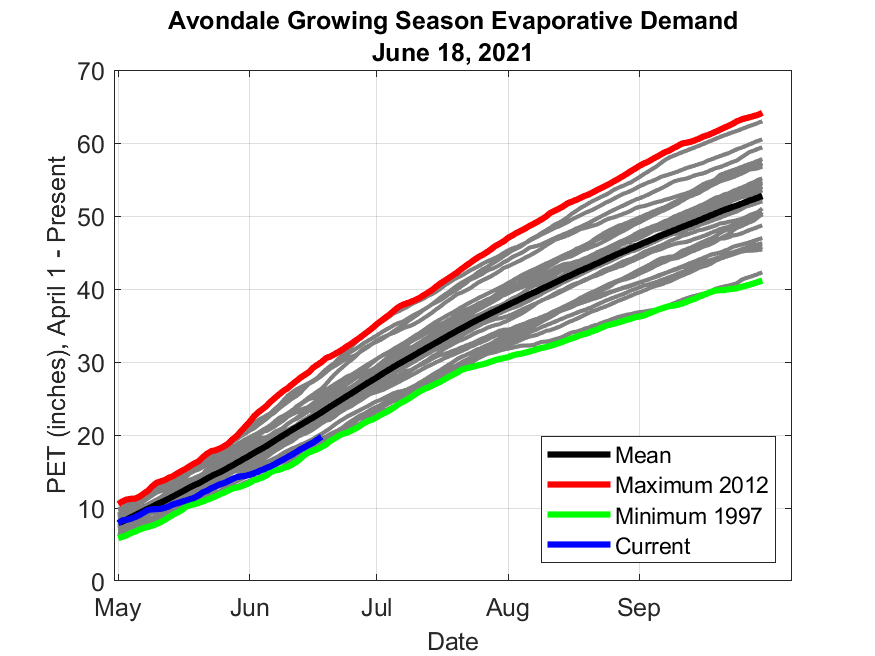 Avondale Growing Season Evaporative Demand
June 18, 2021
PET (inches), April 1 - Present
70
60
50
40
30
20
10
0
May Jun Jul Aug Sep
Date
Mean
Maximum 2012
Minimum 1997
Current